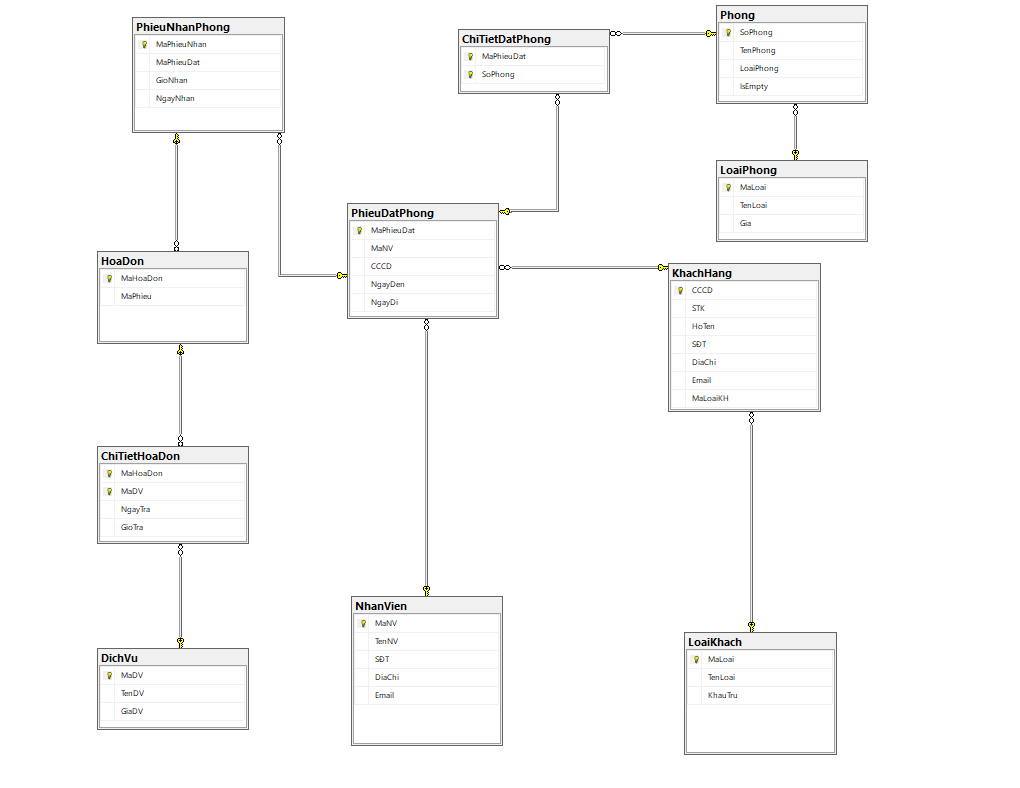 PhieuNhanPhong
MaPhieuNhan
MaPhieuDat
GioNhan
NgayNhan
ChiTietDatPhong
MaPhieuDat
SoPhong
Phong
SoPhong
TenPhong
LoaiPhong
IsEmpty
LoaiPhong
MaLoai
TenLoai
Gia
PhieuDatPhong
MaPhieuDat
MaNV
CCCD
NgayDen
NgayDi
HoaDon
MaHoaDon
MaPhieu
KhachHang
CCCD
STK
HoTen
SĐT
DiaChi
Email
MaLoaiKH
ChiTietHoaDon
MaHoaDon
MaDV
NgayTra
GioTra
NhanVien
MaNV
TenNV
SĐT
DiaChi
Email
LoaiKhach
MaLoai
TenLoai
KhauTru
DichVu
MaDV
TenDV
GiaDV